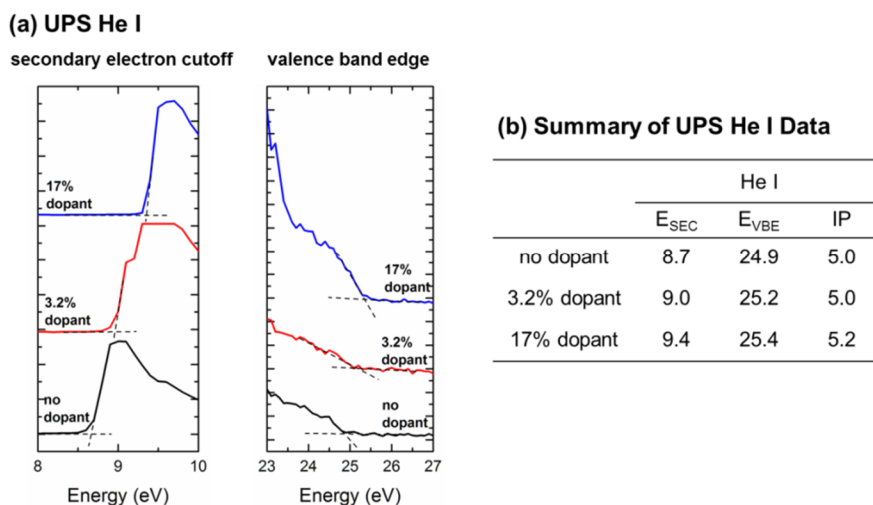 (a) UPS He I
secondary electron cutoff
valence band edge
17%
dopant
3.2%
dopant
no
dopant
8
9
10
Energy (eV)
17%
dopant
3.2%
dopant
no
dopant
23
24
25
26
27
Energy (eV)
(b) Summary of UPS He I Data
He I
E_SEC E_VBE IP
no dopant 8.7 24.9 5.0
3.2% dopant 9.0 25.2 5.0
17% dopant 9.4 25.4 5.2